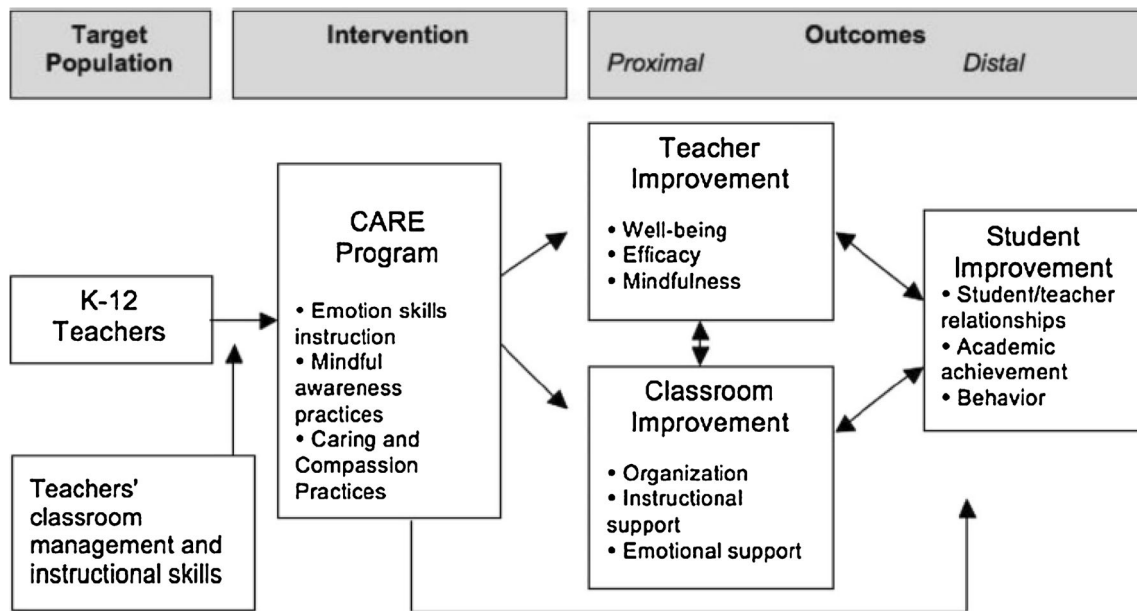 Target
Population
Intervention
Outcomes
Proximal
Distal
K-12
Teachers
Teachers'
classroom
management and
instructional skills
CARE
Program
• Emotion skills
instruction
• Mindful
awareness
practices
• Caring and
Compassion
Practices
Teacher
Improvement
• Well-being
• Efficacy
• Mindfulness
Classroom
Improvement
• Organization
• Instructional
support
• Emotional support
Student
Improvement
• Student/teacher
relationships
• Academic
achievement
• Behavior